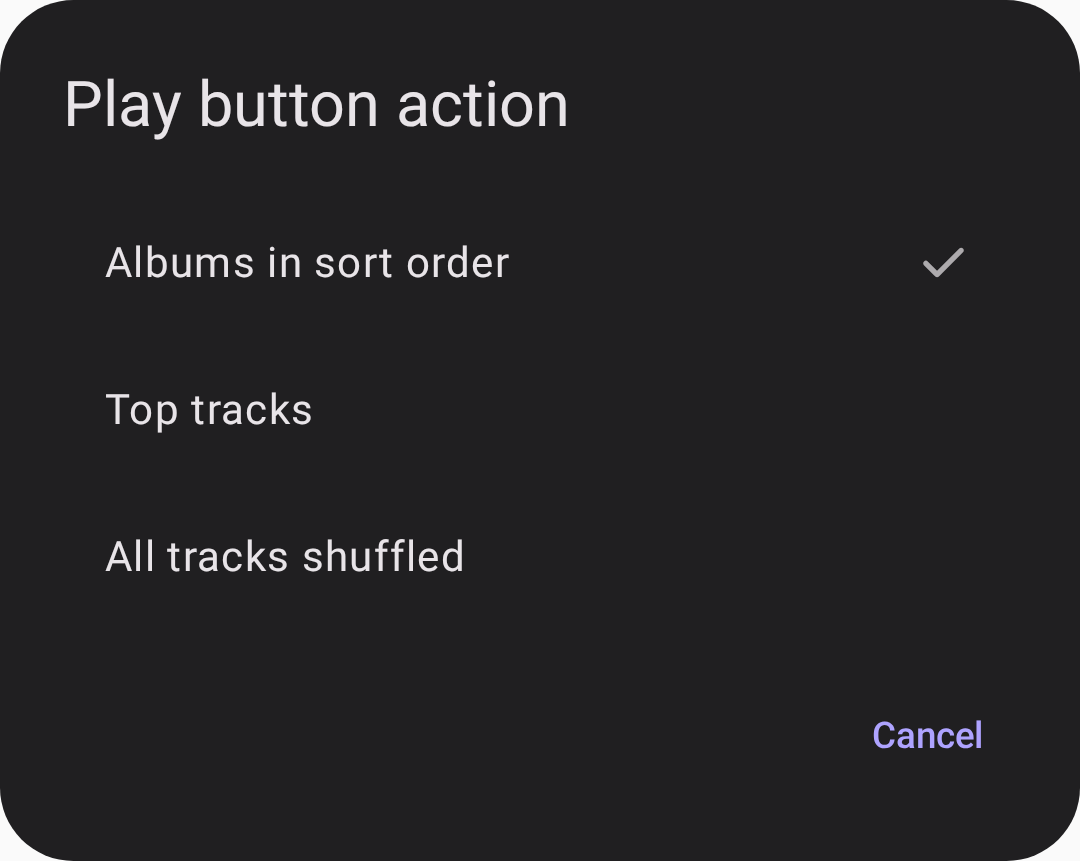 Play button action
Albums in sort order
Top tracks
All tracks shuffled
Cancel